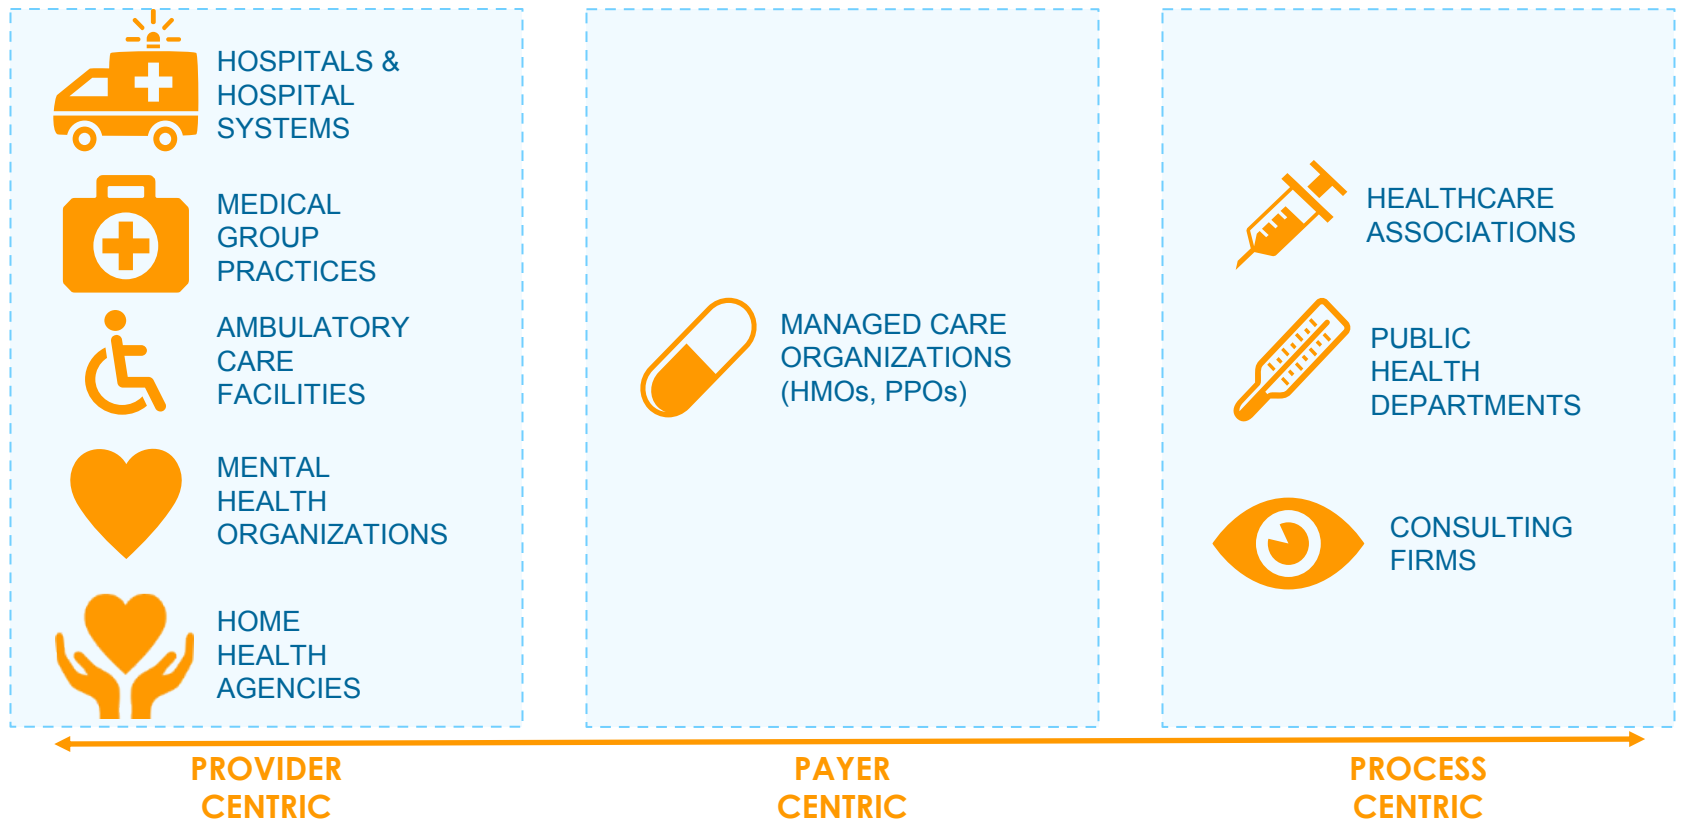 HOSPITALS &
HOSPITAL
SYSTEMS
MEDICAL
GROUP
PRACTICES
AMBULATORY
CARE
FACILITIES
MENTAL
HEALTH
ORGANIZATIONS
HOME
HEALTH
AGENCIES
MANAGED CARE
ORGANIZATIONS
(HMOs, PPOs)
HEALTHCARE
ASSOCIATIONS
PUBLIC
HEALTH
DEPARTMENTS
CONSULTING
FIRMS
PROVIDER
CENTRIC
PAYER
CENTRIC
PROCESS
CENTRIC